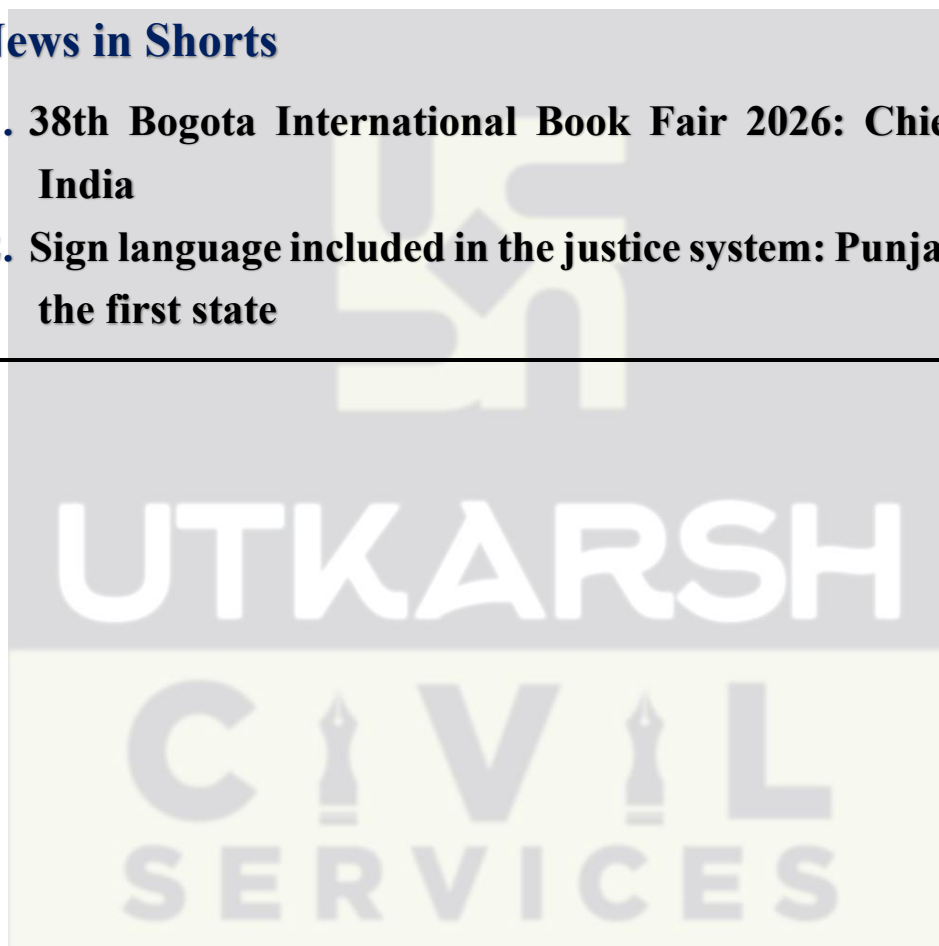 ews in Shorts
. 38th Bogota International Book Fair 2026: Chie
India
. Sign language included in the justice system: Punja
the first state
UTKARSH
CIVIL
SERVICES